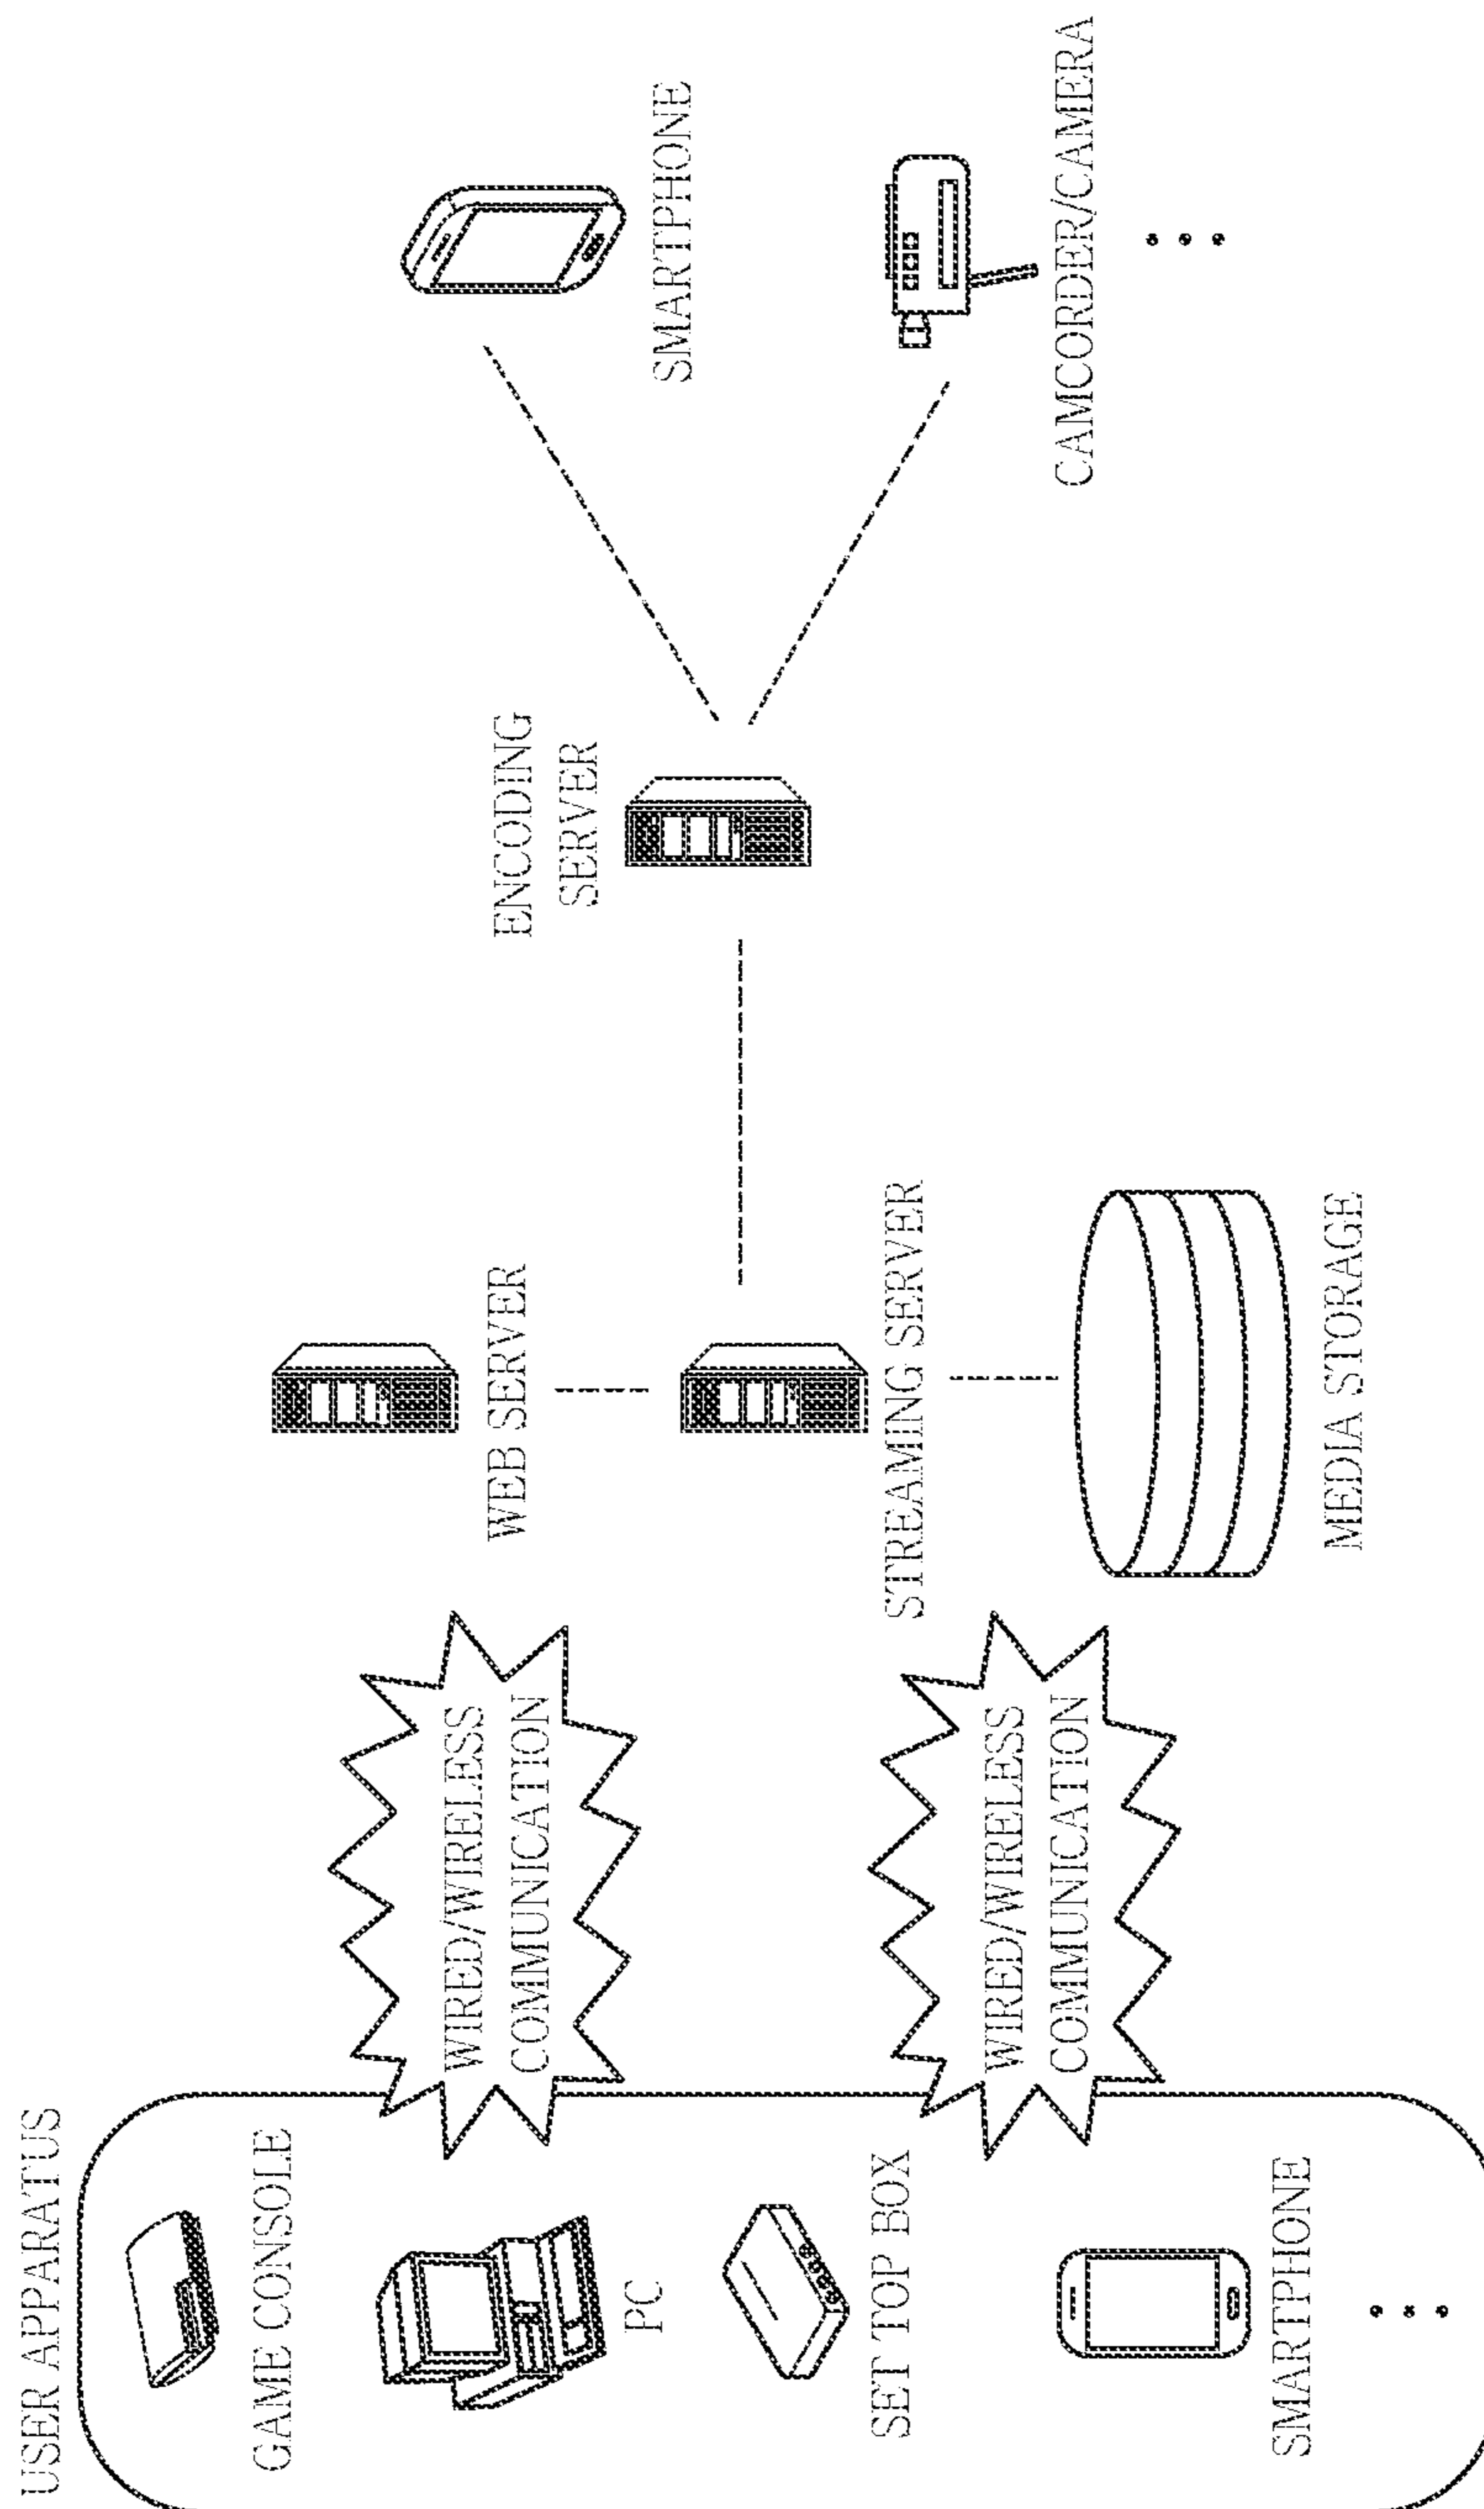 USER APPARATUS
GAME CONSOLE
PC
SET TOP BOX
SMARTPHONE
WIRED/WIRELESS
COMMUNICATION
WIRED/WIRELESS
COMMUNICATION
WEB SERVER
STREAMING SERVER
MEDIA STORAGE
ENCODING
SERVER
SMARTPHONE
CAMCORDER/CAMERA